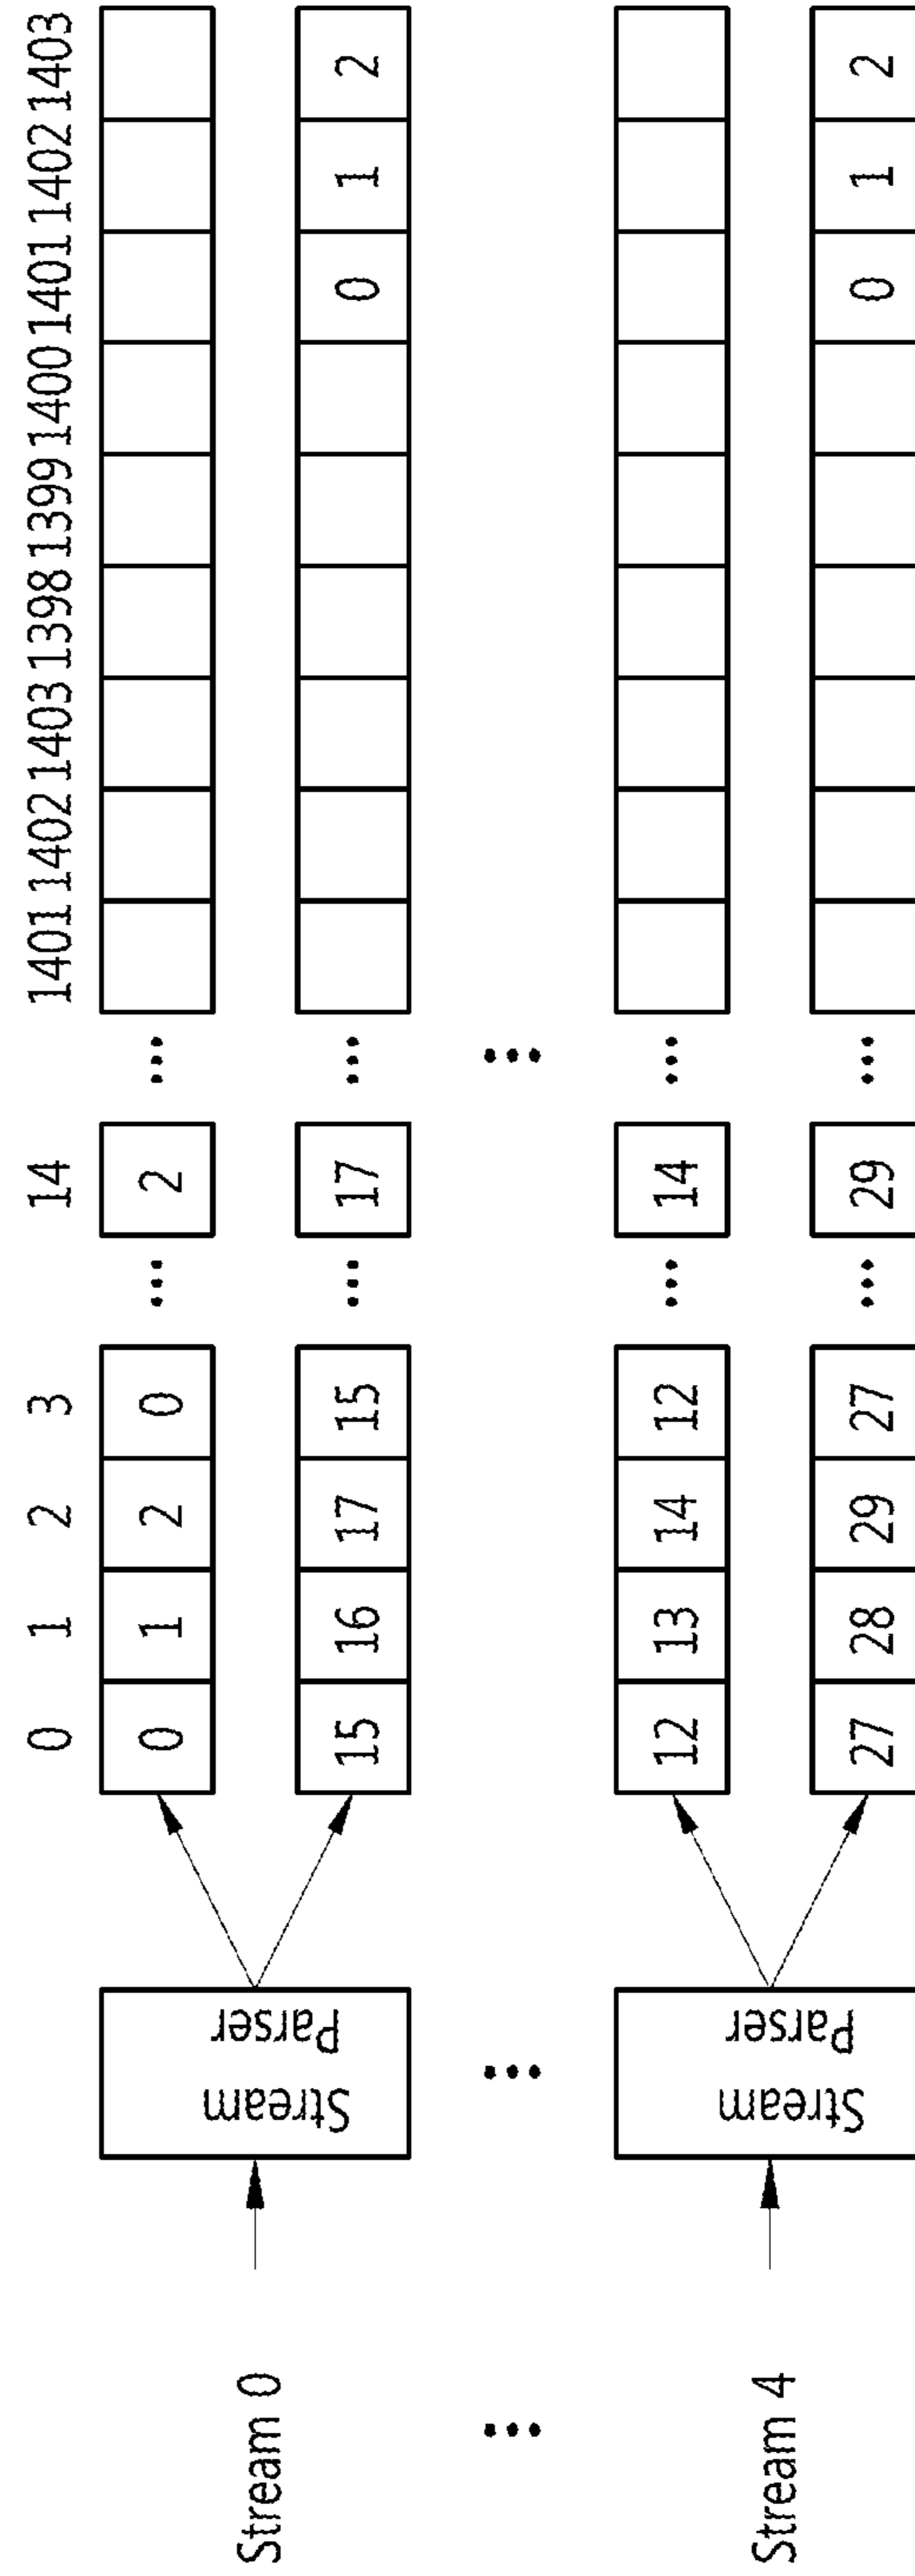 0 1 2 3 14 1401 1402 1403 1398 1399 1400 1401 1402 1403
Stream 0
Stream
Parser
0 1 2 0 ... 2 ...
15 16 17 15 ... 17 ... 0 1 2
... ... ...
Stream 4
Stream
Parser
12 13 14 12 ... 14 ...
27 28 29 27 ... 29 ... 0 1 2